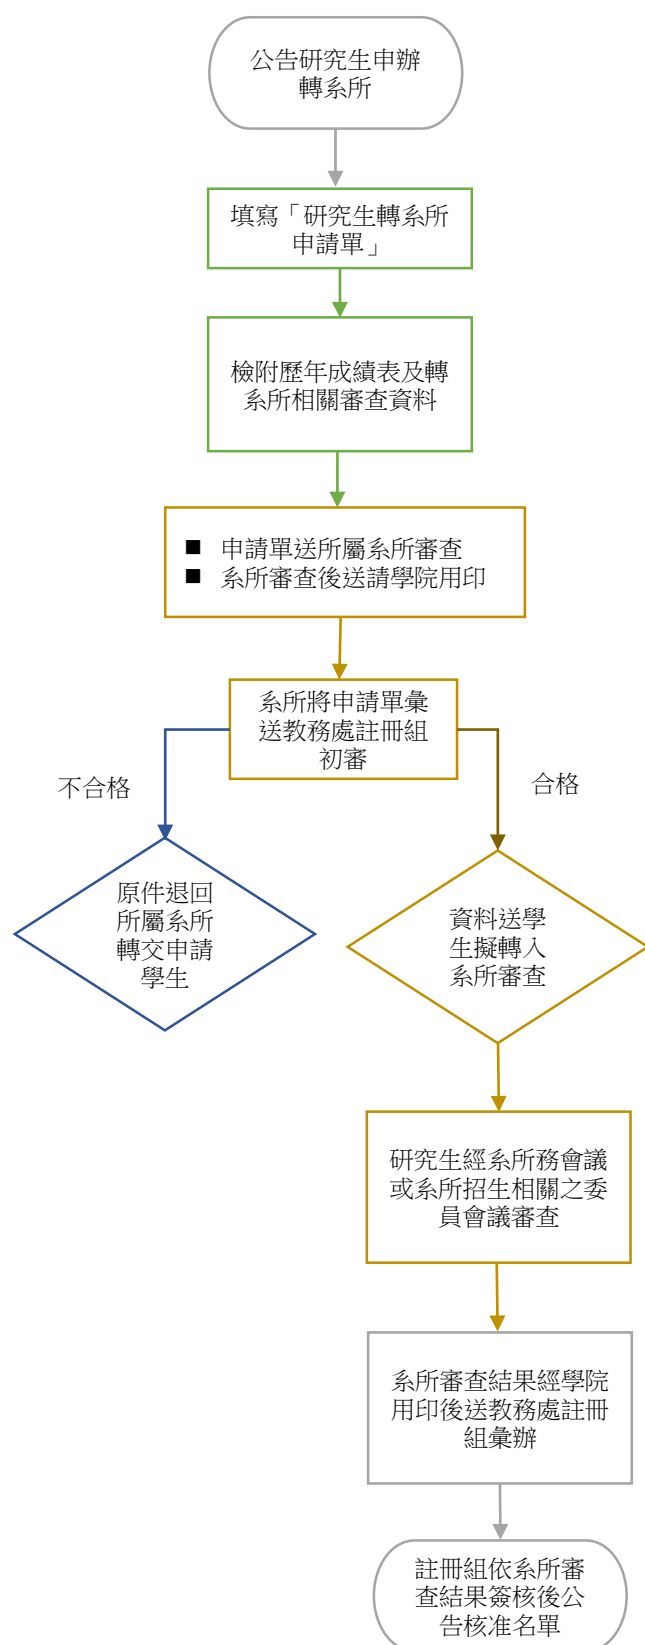 公告研究生申辦
轉系所
填寫「研究生轉系所
申請單」
檢附歷年成績表及轉
系所相關審查資料
■ 申請單送所屬系所審查
■ 系所審查後送請學院用印
系所將申請單彙
送教務處註冊組
初審
不合格
合格
原件退回
所屬系所
轉交申請
學生
資料送學
生擬轉入
系所審查
研究生經系所務會議
或系所招生相關之委
員會議審查
系所審查結果經學院
用印後送教務處註冊
組彙辦
註冊組依系所審
查結果簽核後公
告核准名單